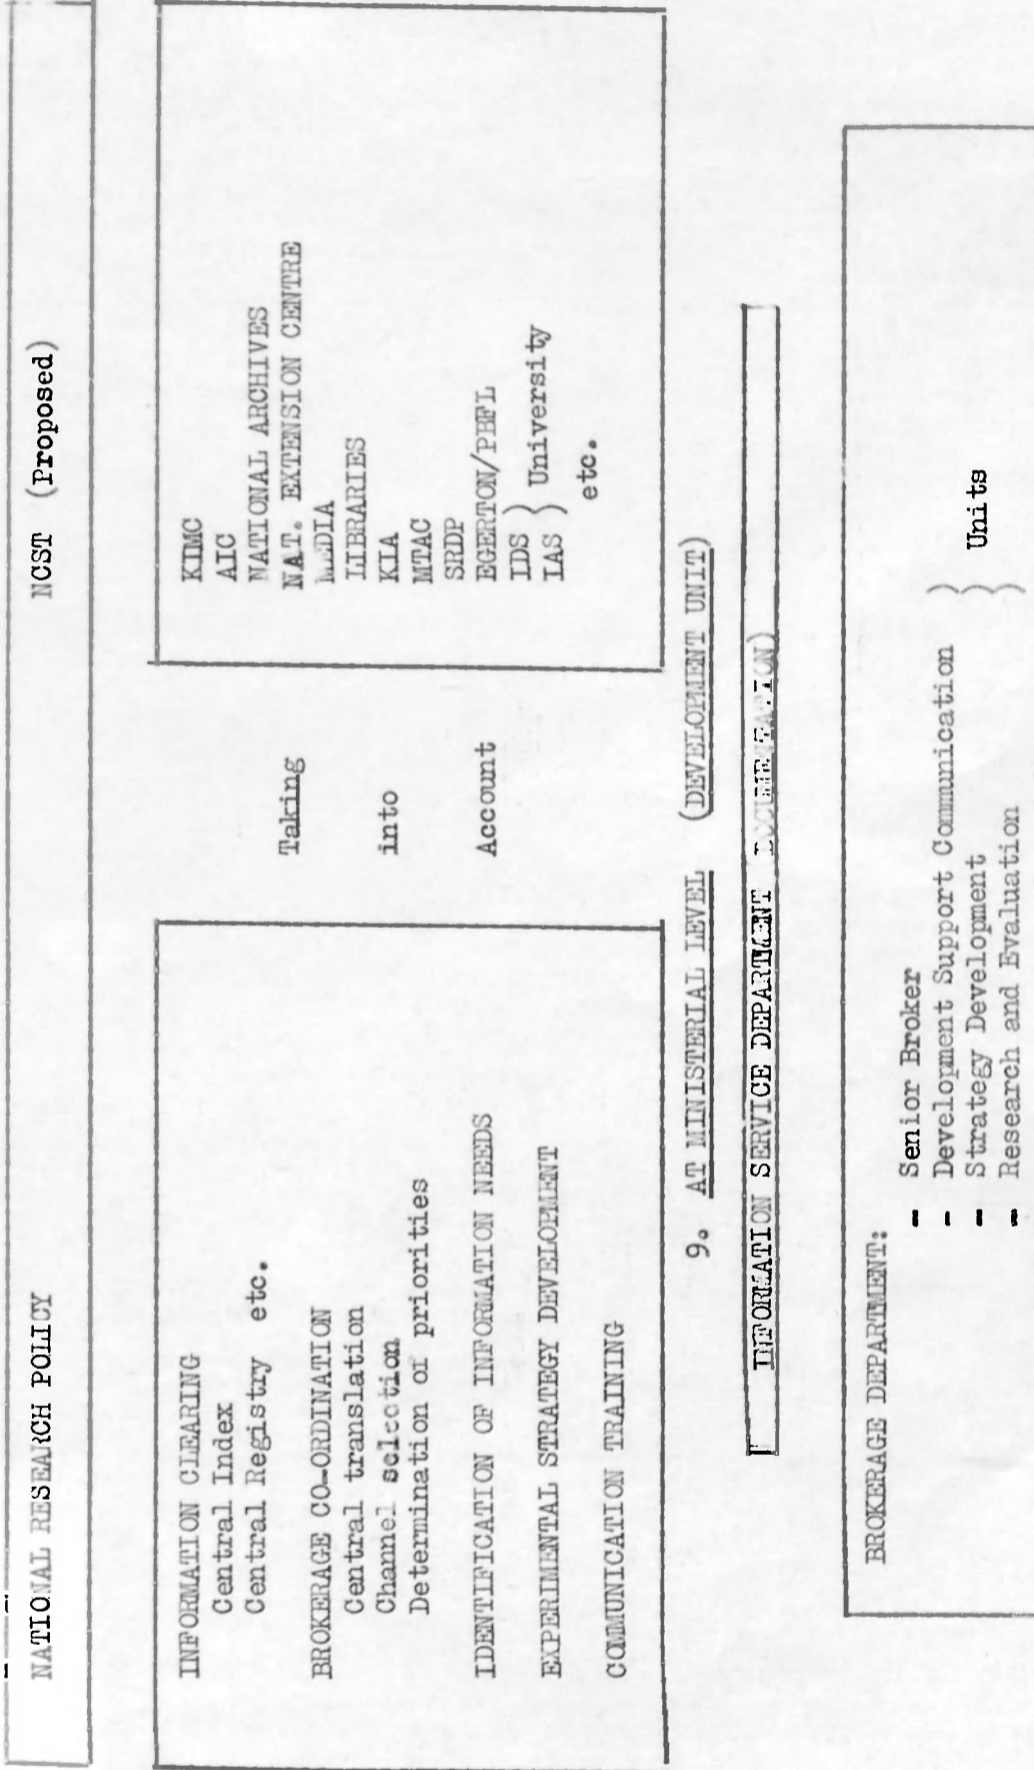 NATIONAL RESEARCH POLICY NCST (Proposed)
INFORMATION CLEARING
Central Index
Central Registry etc.
BROKERAGE CO-ORDINATION
Central translation
Channel selection
Determination of priorities
IDENTIFICATION OF INFORMATION NEEDS
EXPERIMENTAL STRATEGY DEVELOPMENT
COMMUNICATION TRAINING
Taking
into
Account
KIMC
AIC
NATIONAL ARCHIVES
NAT. EXTENSION CENTRE
MEDIA
LIBRARIES
KIA
MTAC
SRDP
EGERTON/PBFL
IDS )
IAS ) University
etc.
9. AT MINISTERIAL LEVEL (DEVELOPMENT UNIT)
INFORMATION SERVICE DEPARTMENT DOCUMENTATION)
BROKERAGE DEPARTMENT:
- Senior Broker
- Development Support Communication )
- Strategy Development ) Units
- Research and Evaluation )